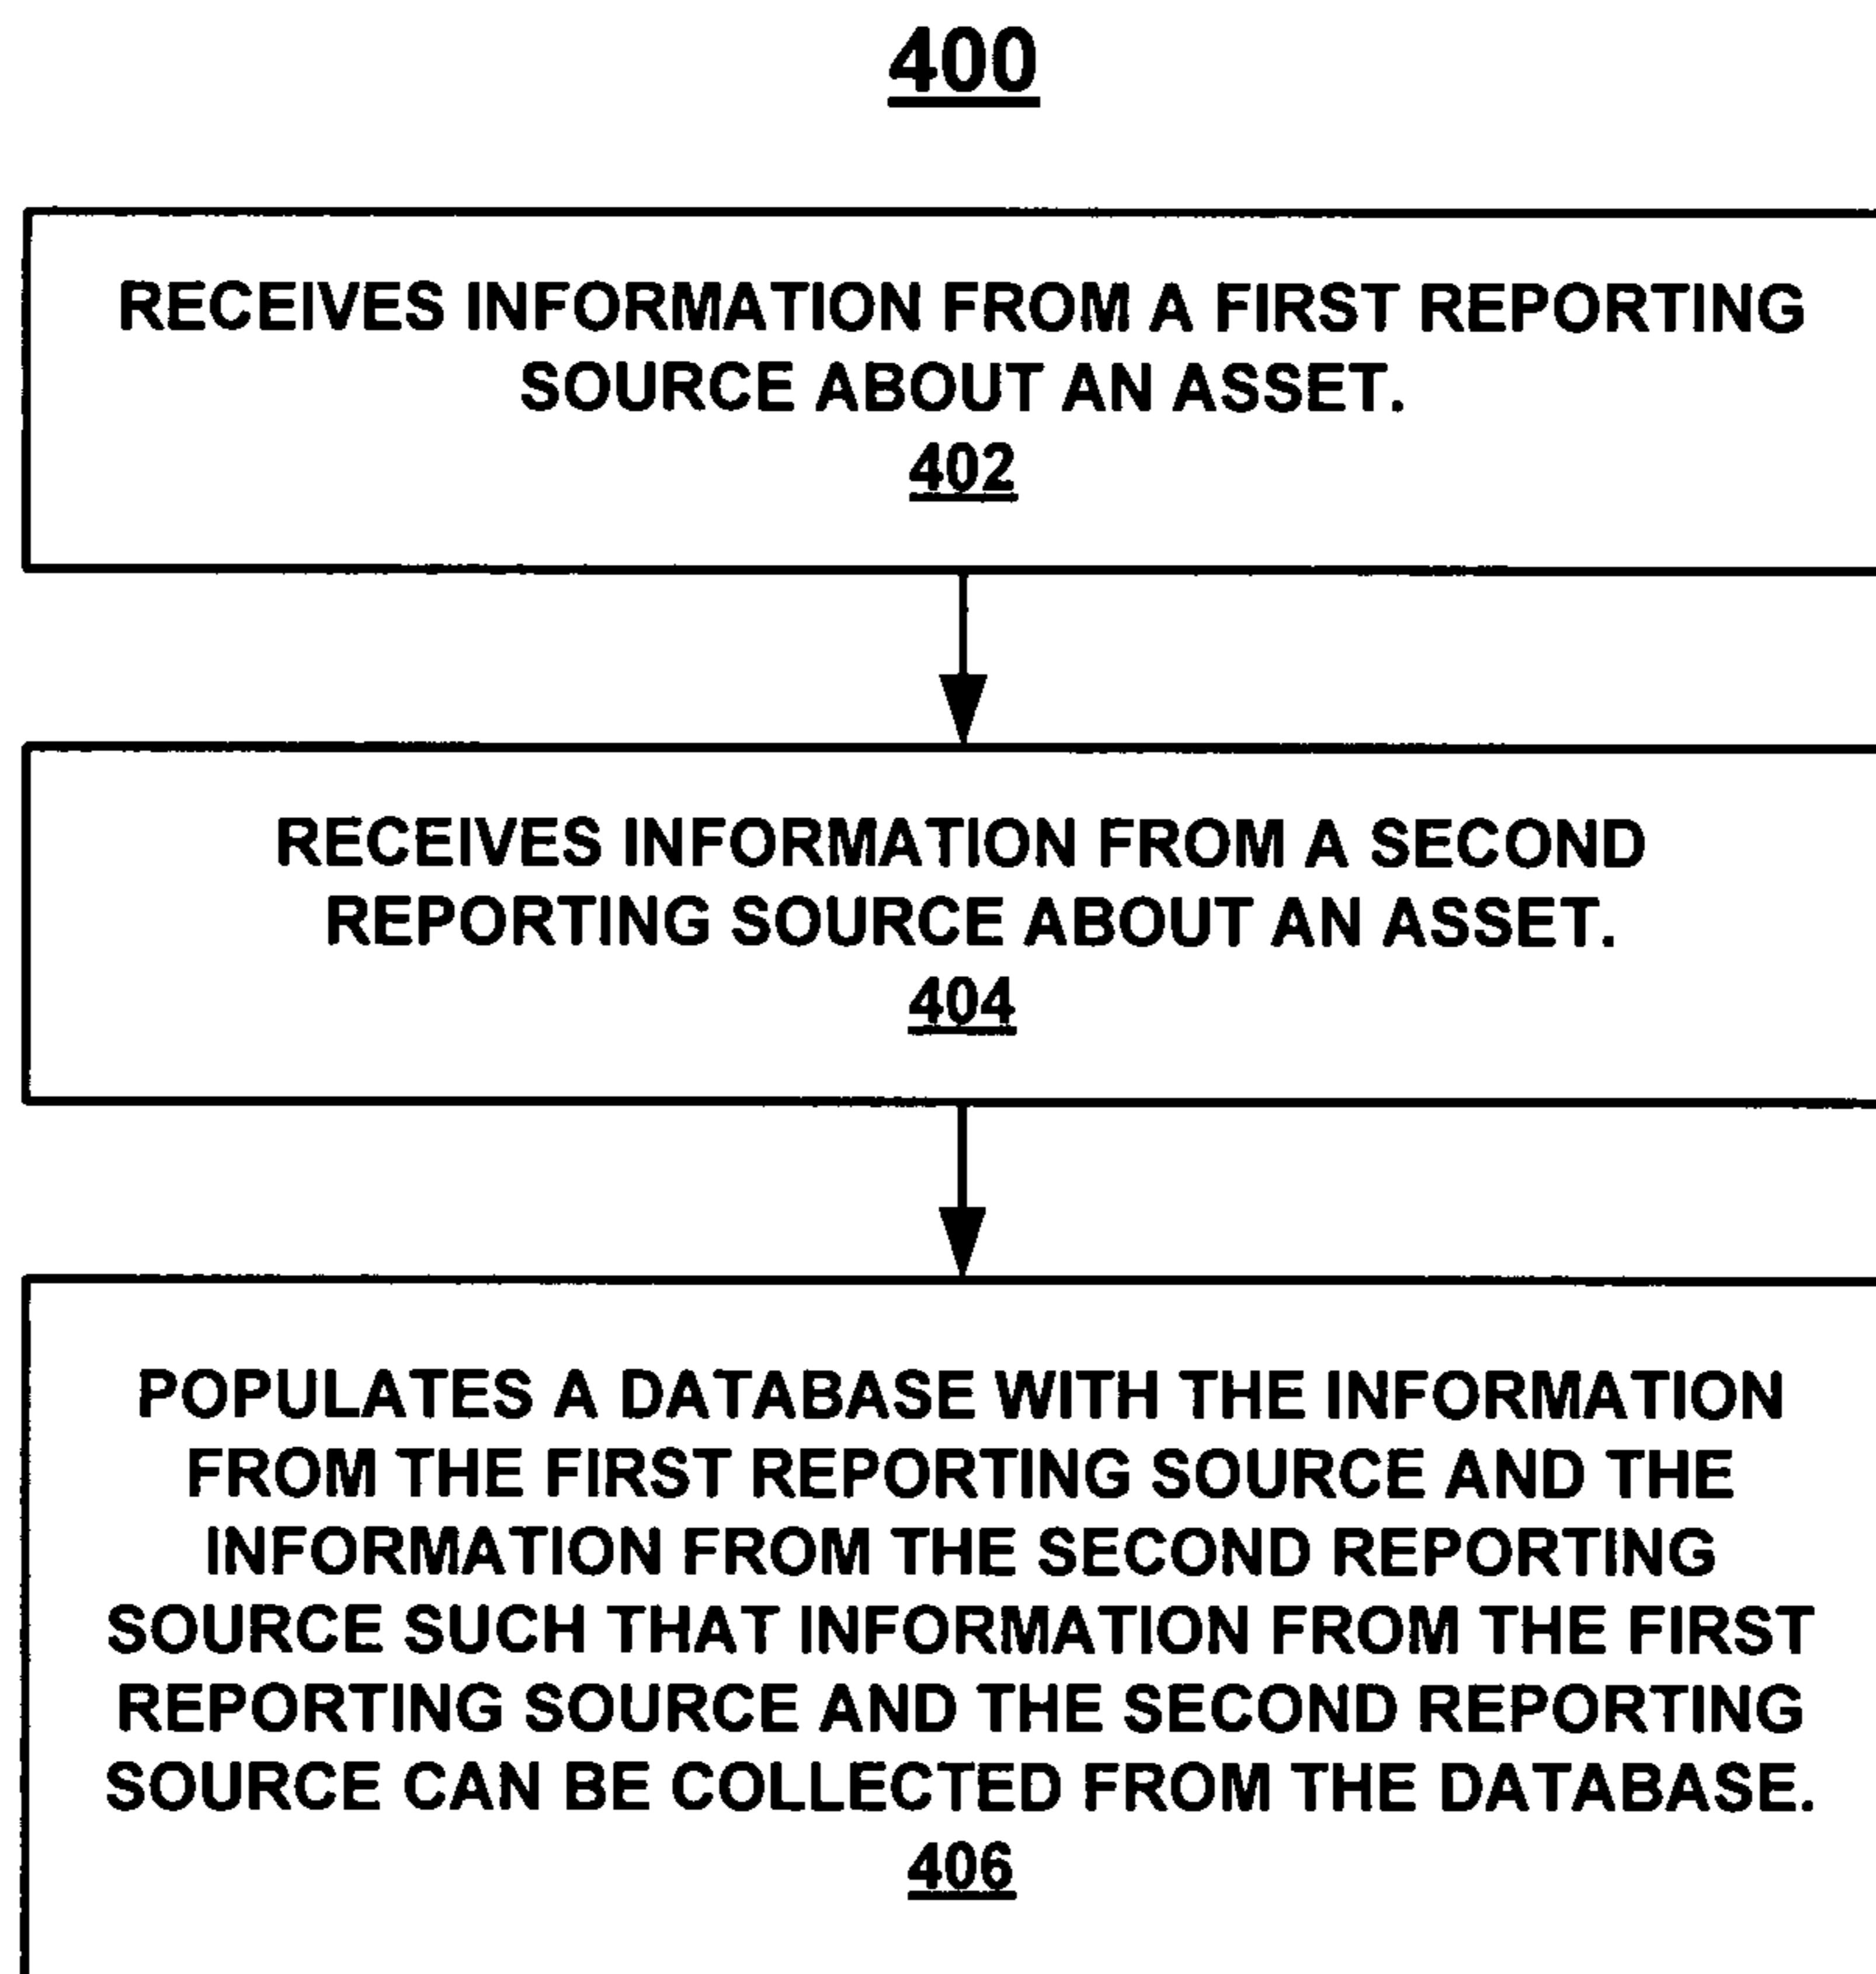 400
RECEIVES INFORMATION FROM A FIRST REPORTING
SOURCE ABOUT AN ASSET.
402
RECEIVES INFORMATION FROM A SECOND
REPORTING SOURCE ABOUT AN ASSET.
404
POPULATES A DATABASE WITH THE INFORMATION
FROM THE FIRST REPORTING SOURCE AND THE
INFORMATION FROM THE SECOND REPORTING
SOURCE SUCH THAT INFORMATION FROM THE FIRST
REPORTING SOURCE AND THE SECOND REPORTING
SOURCE CAN BE COLLECTED FROM THE DATABASE.
406